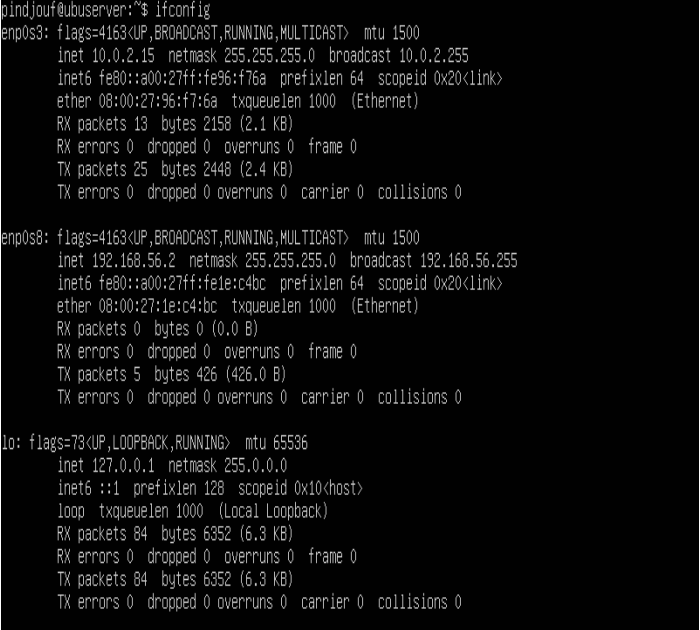 pindjouf@ubuserver:~$ ifconfig
enp0s3: flags=4163<UP,BROADCAST,RUNNING,MULTICAST>  mtu 1500
        inet 10.0.2.15  netmask 255.255.255.0  broadcast 10.0.2.255
        inet6 fe80::a00:27ff:fe96:f76a  prefixlen 64  scopeid 0x20<link>
        ether 08:00:27:96:f7:6a  txqueuelen 1000  (Ethernet)
        RX packets 13  bytes 2158 (2.1 KB)
        RX errors 0  dropped 0  overruns 0  frame 0
        TX packets 25  bytes 2448 (2.4 KB)
        TX errors 0  dropped 0 overruns 0  carrier 0  collisions 0

enp0s8: flags=4163<UP,BROADCAST,RUNNING,MULTICAST>  mtu 1500
        inet 192.168.56.2  netmask 255.255.255.0  broadcast 192.168.56.255
        inet6 fe80::a00:27ff:fe1e:c4bc  prefixlen 64  scopeid 0x20<link>
        ether 08:00:27:1e:c4:bc  txqueuelen 1000  (Ethernet)
        RX packets 0  bytes 0 (0.0 B)
        RX errors 0  dropped 0  overruns 0  frame 0
        TX packets 5  bytes 426 (426.0 B)
        TX errors 0  dropped 0 overruns 0  carrier 0  collisions 0

lo: flags=73<UP,LOOPBACK,RUNNING>  mtu 65536
        inet 127.0.0.1  netmask 255.0.0.0
        inet6 ::1  prefixlen 128  scopeid 0x10<host>
        loop  txqueuelen 1000  (Local Loopback)
        RX packets 84  bytes 6352 (6.3 KB)
        RX errors 0  dropped 0  overruns 0  frame 0
        TX packets 84  bytes 6352 (6.3 KB)
        TX errors 0  dropped 0 overruns 0  carrier 0  collisions 0